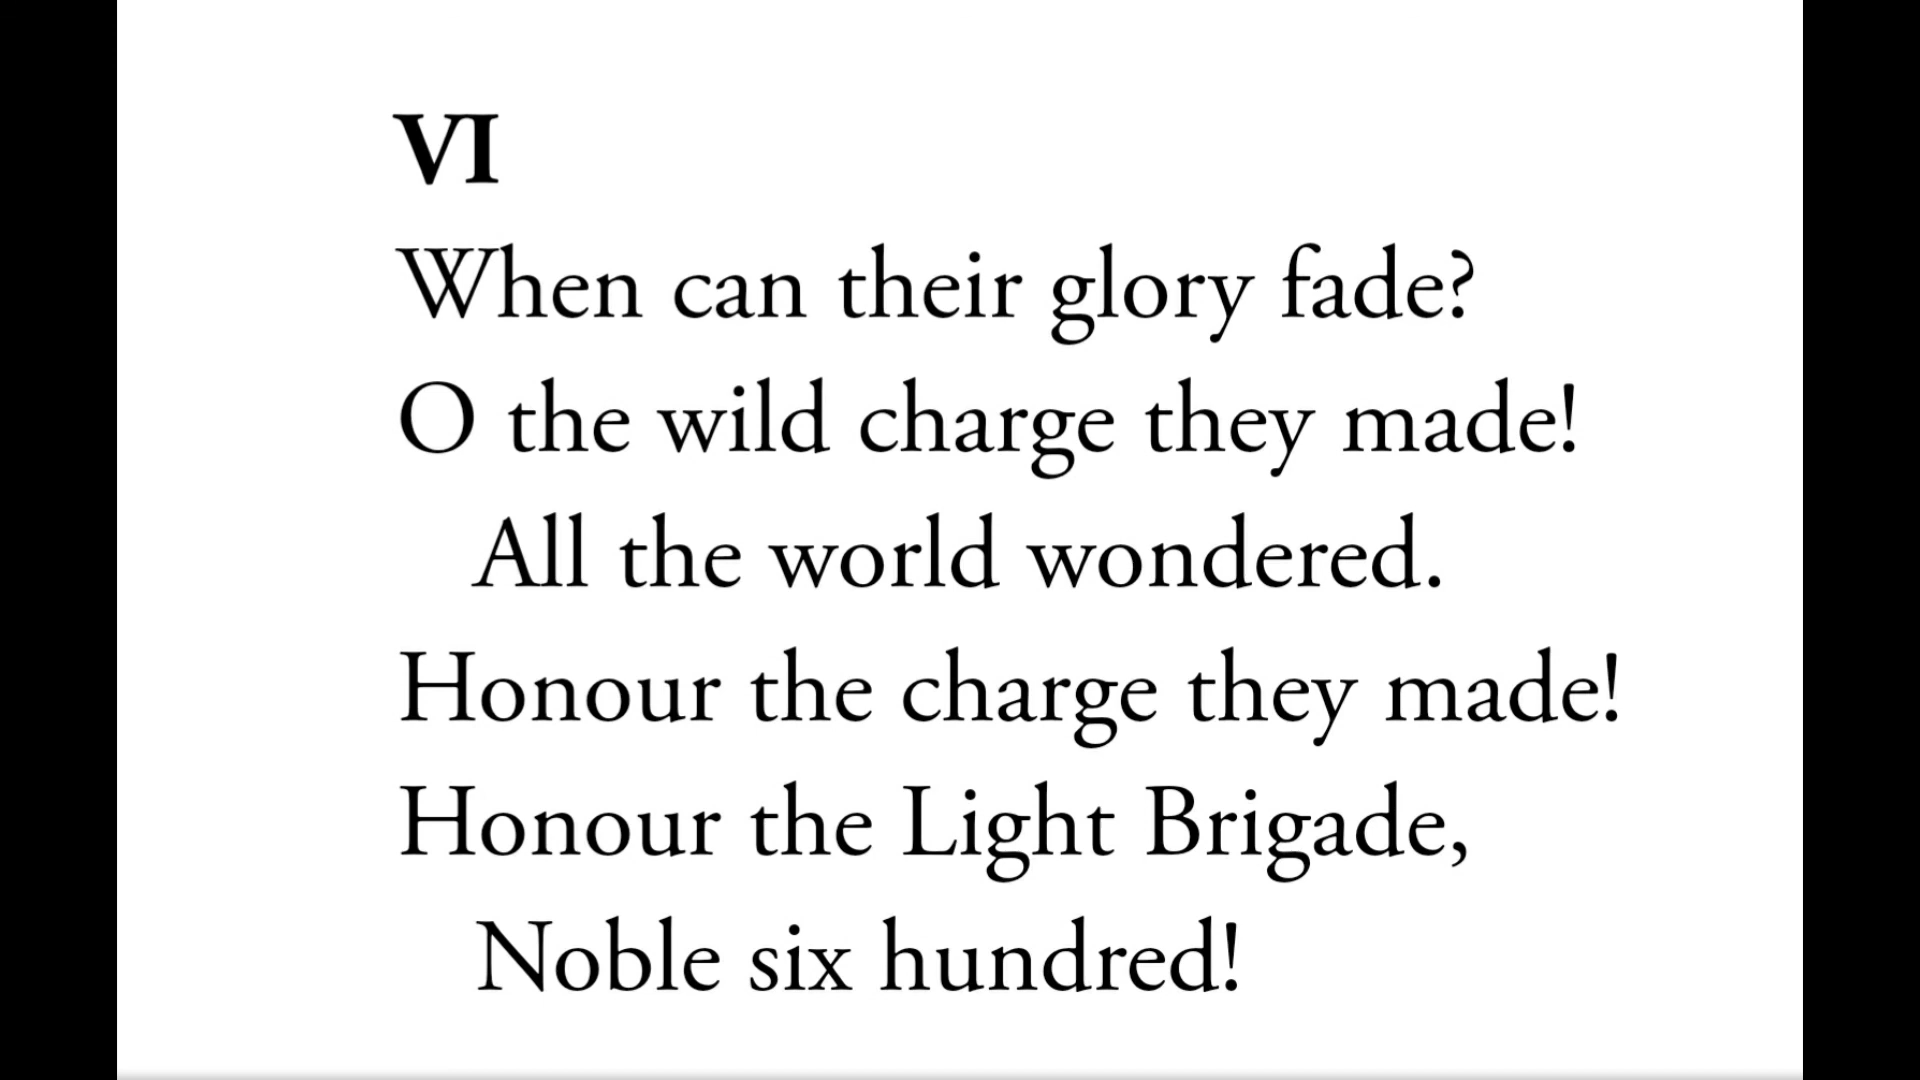 VI
When can their glory fade?
O the wild charge they made!
All the world wondered.
Honour the charge they made!
Honour the Light Brigade,
Noble six hundred!